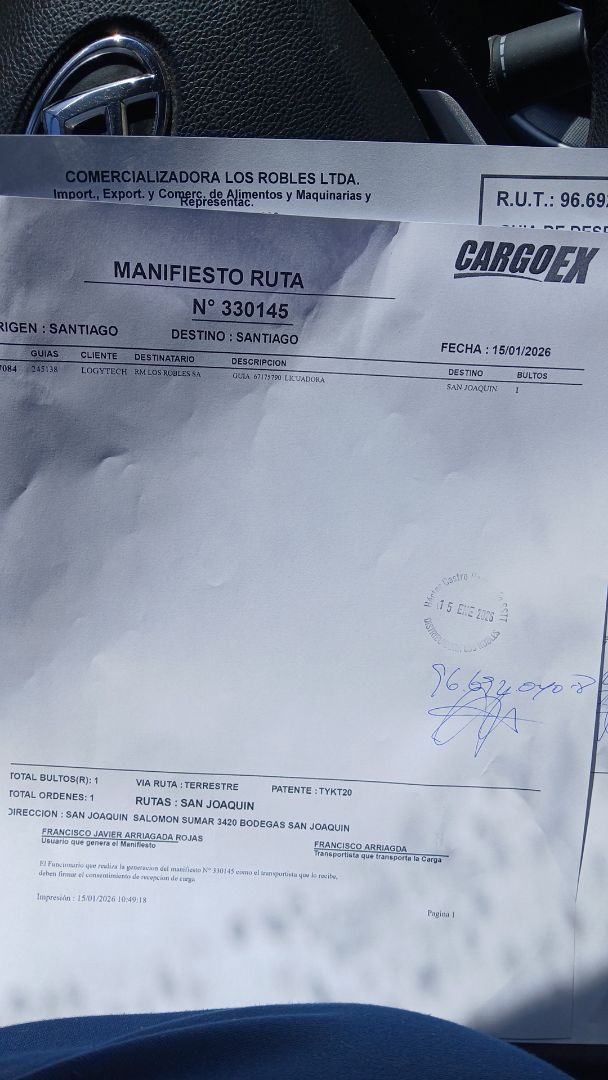 COMERCIALIZADORA LOS ROBLES LTDA.
Import., Export. y Comerc. de Alimentos y Maquinarias y
Representac.
R.U.T.: 96.69
CARGOEX
MANIFIESTO RUTA
N° 330145
RIGEN : SANTIAGO DESTINO : SANTIAGO FECHA : 15/01/2026
GUIAS CLIENTE DESTINATARIO DESCRIPCION DESTINO BULTOS
7084 245138 LOGYTECH RM LOS ROBLES SA GUIA 67175790 LICUADORA SAN JOAQUIN 1
Castro
15 ENE 2026
LOS ROBLES
TOTAL BULTOS(R): 1 VIA RUTA : TERRESTRE PATENTE : TYKT20
TOTAL ORDENES: 1 RUTAS : SAN JOAQUIN
DIRECCION : SAN JOAQUIN SALOMON SUMAR 3420 BODEGAS SAN JOAQUIN
FRANCISCO JAVIER ARRIAGADA ROJAS FRANCISCO ARRIAGDA
Usuario que genera el Manifiesto Transportista que transporta la Carga
El Funcionario que realiza la generacion del manifiesto N° 330145 como el transportista que lo recibe,
deben firmar el consentimiento de recepcion de carga
Impresión : 15/01/2026 10:49:18 Pagina 1